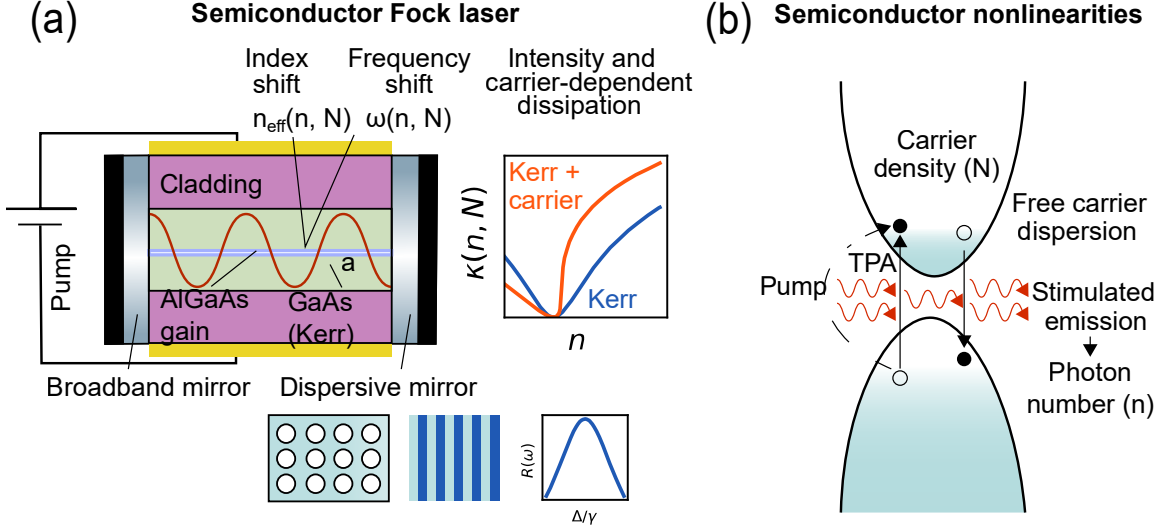 (a)
Semiconductor Fock laser
Index
shift
n_eff(n, N)
Frequency
shift
ω(n, N)
Intensity and
carrier-dependent
dissipation
Pump
Cladding
a
AlGaAs
gain
GaAs
(Kerr)
Broadband mirror
Dispersive mirror
κ(n, N)
Kerr +
carrier
Kerr
n
R(ω)
Δ/γ
(b)
Semiconductor nonlinearities
Carrier
density (N)
Free carrier
dispersion
TPA
Pump
Stimulated
emission
Photon
number (n)